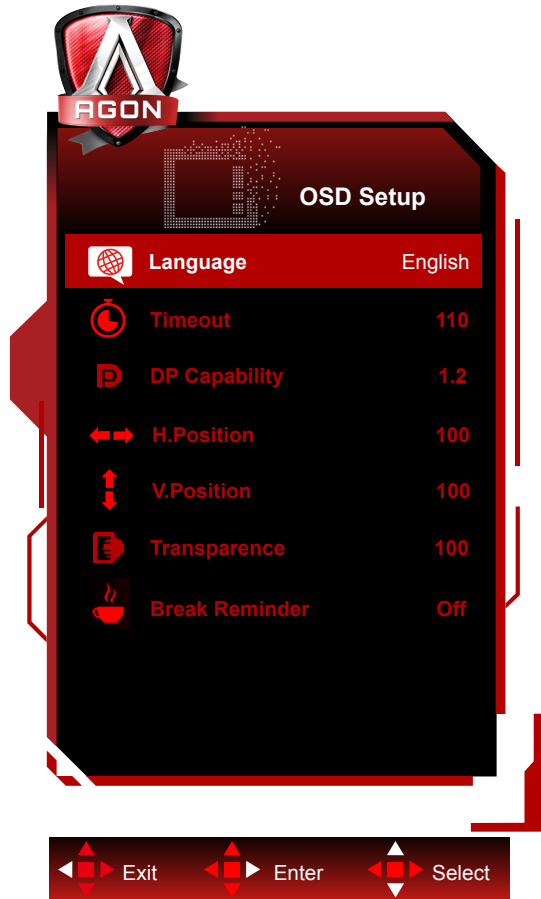 AGON
OSD Setup
Language English
Timeout 110
DP Capability 1.2
H.Position 100
V.Position 100
Transparence 100
Break Reminder Off
Exit Enter Select